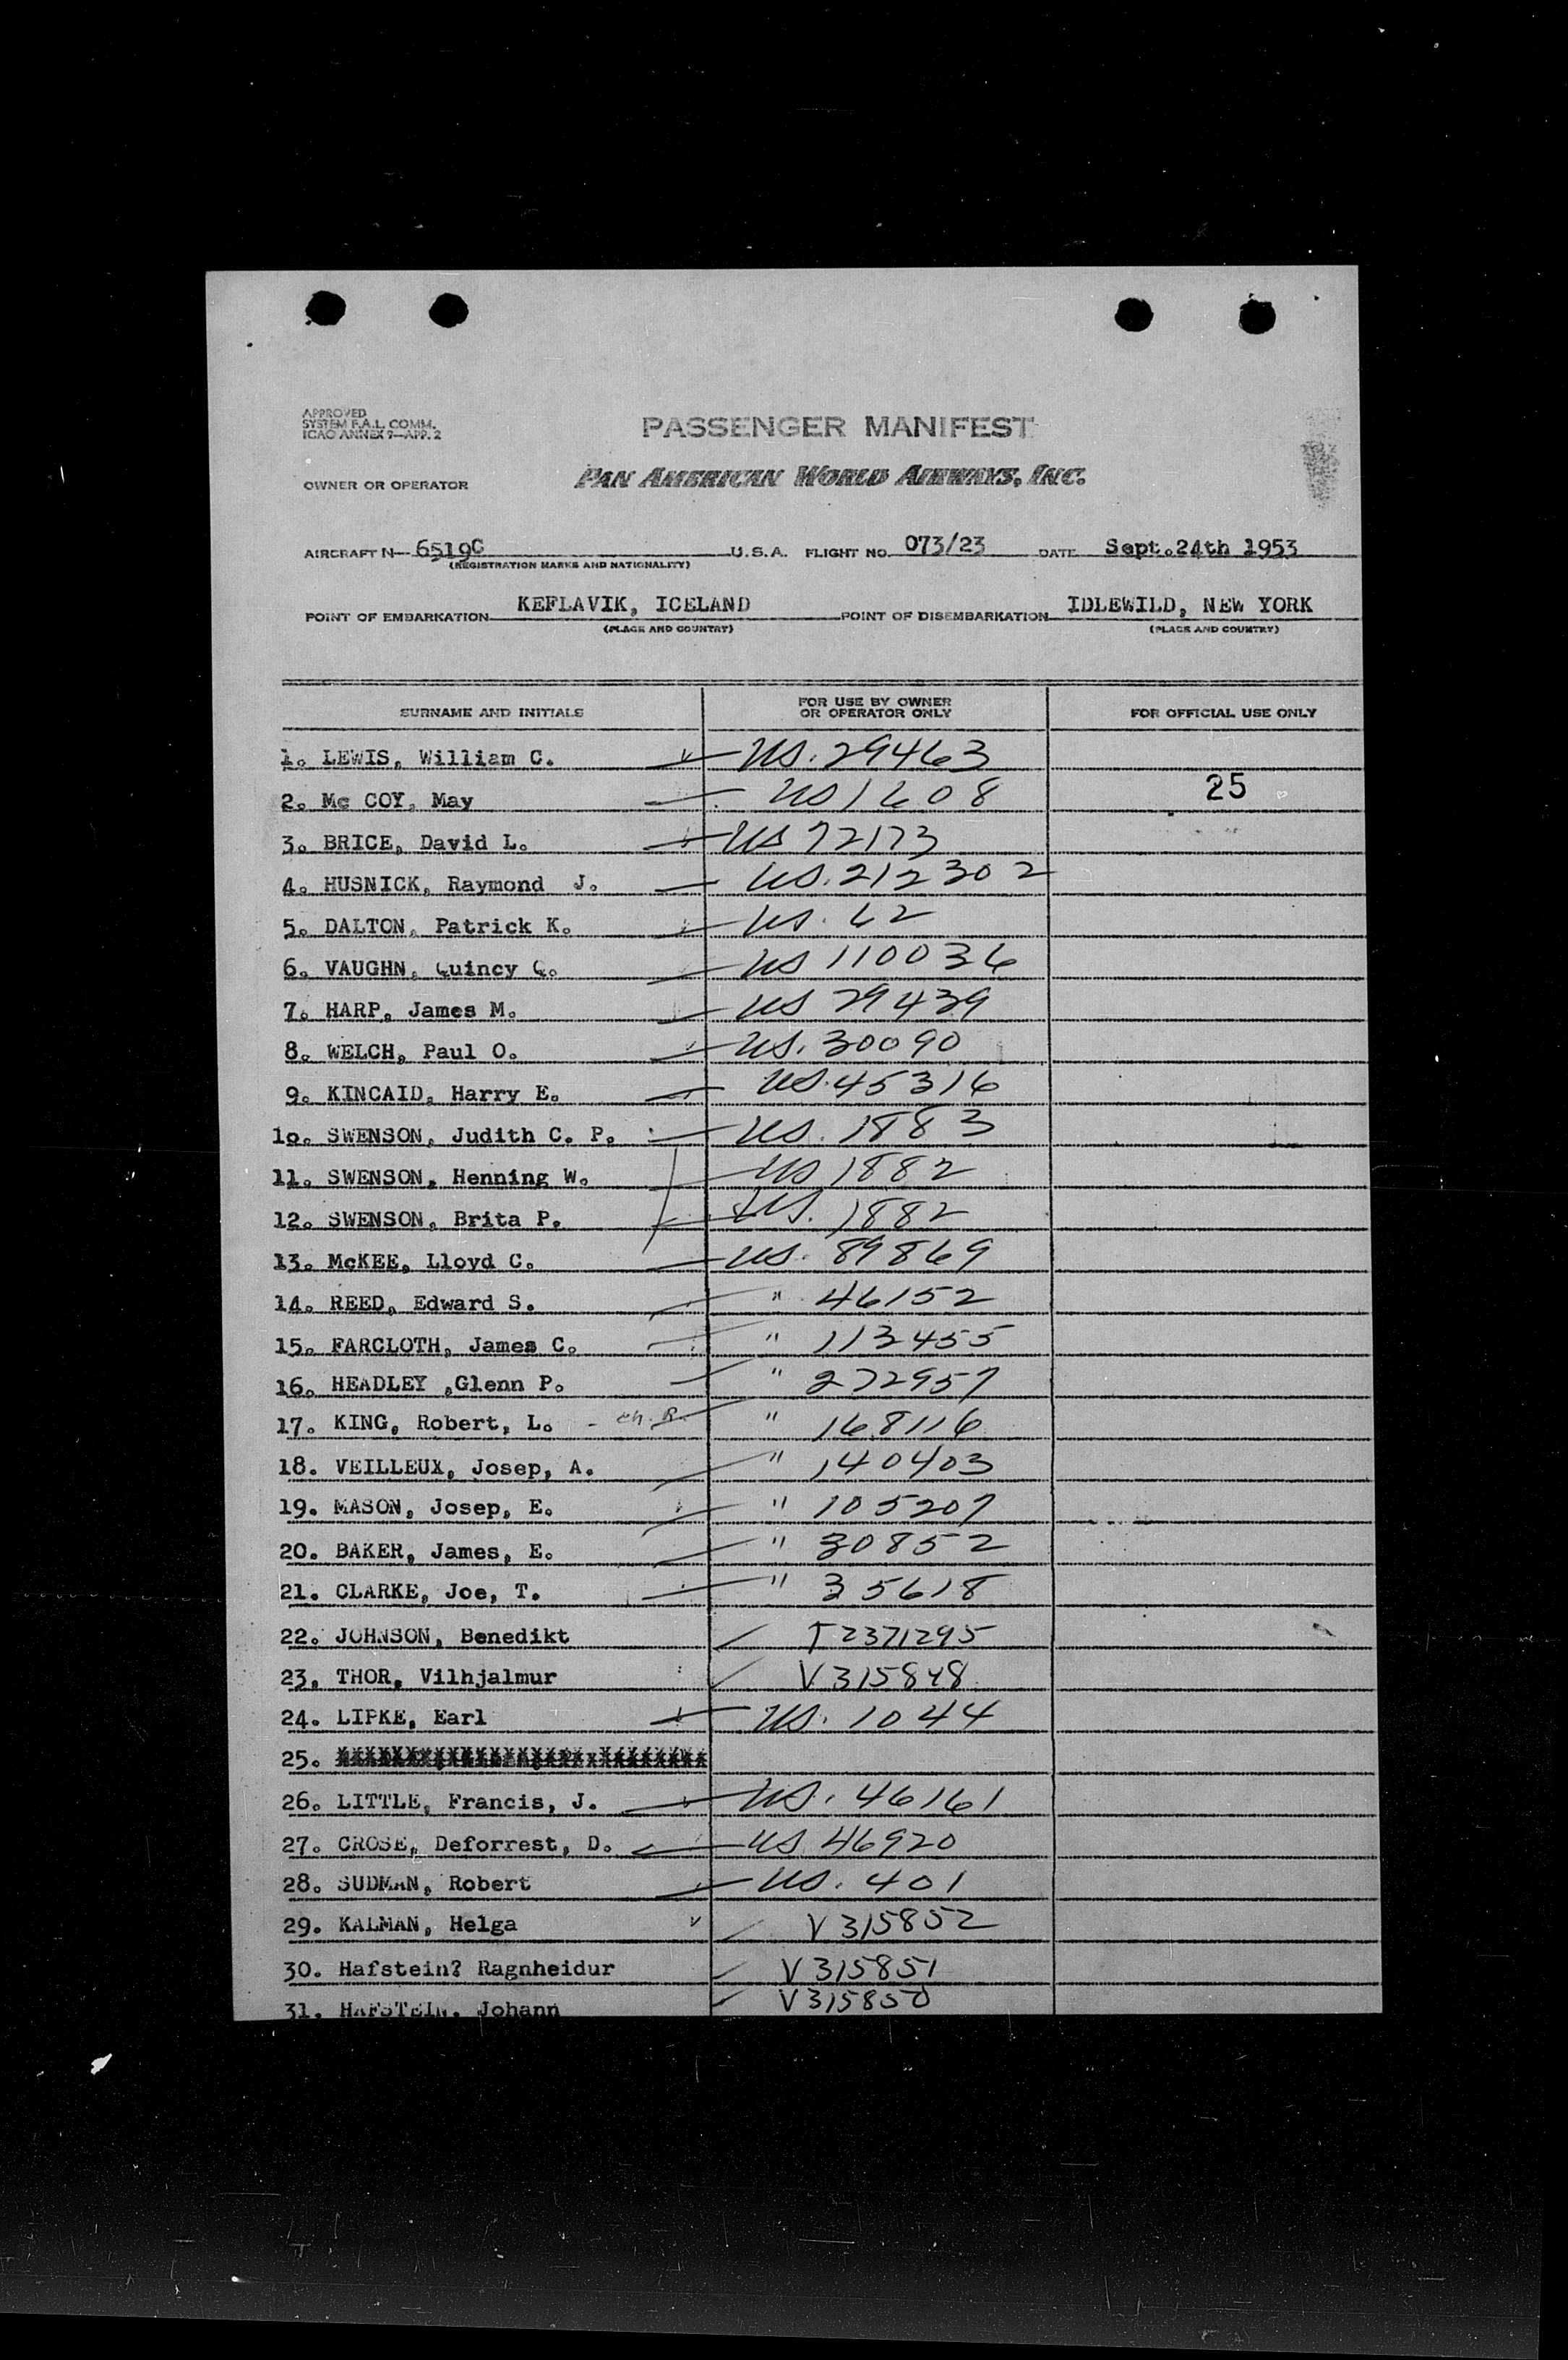 APPROVED
SYSTEM F.A.L. COMM.
ICAO ANNEX 9—APP. 2
PASSENGER MANIFEST
OWNER OR OPERATOR PAN AMERICAN WORLD AIRWAYS, INC.
AIRCRAFT N- 6519C U.S.A. FLIGHT NO. 073/23 DATE Sept.24th 1953
(REGISTRATION MARKS AND NATIONALITY)
POINT OF EMBARKATION KEFLAVIK, ICELAND POINT OF DISEMBARKATION IDLEWILD, NEW YORK
(PLACE AND COUNTRY) (PLACE AND COUNTRY)
SURNAME AND INITIALS FOR USE BY OWNER OR OPERATOR ONLY FOR OFFICIAL USE ONLY
1. LEWIS, William C. US. 29463
2. Mc COY, May US 1608 25
3. BRICE, David L. US 72173
4. HUSNICK, Raymond J. US. 212302
5. DALTON, Patrick K. US. 62
6. VAUGHN, Quincy Q. US 110036
7. HARP, James M. US 29439
8. WELCH, Paul O. US. 30090
9. KINCAID, Harry E. US. 45316
10. SWENSON, Judith C. P. US. 1883
11. SWENSON, Henning W. US 1882
12. SWENSON, Brita P. US. 1882
13. McKEE, Lloyd C. US. 89869
14. REED, Edward S. " 46152
15. FARCLOTH, James C. " 113455
16. HEADLEY ,Glenn P. " 272957
17. KING, Robert, L. - ch. R. " 168116
18. VEILLEUX, Josep, A. " 140403
19. MASON, Josep, E. " 105207
20. BAKER, James, E. " 30852
21. CLARKE, Joe, T. " 35618
22. JOHNSON, Benedikt T2371295
23, THOR, Vilhjalmur V315848
24. LIPKE, Earl US. 1044
25.
26. LITTLE, Francis, J. US. 46161
27. CROSE, Deforrest, D. US 46920
28. SUDMAN, Robert US. 401
29. KALMAN, Helga V315852
30. Hafstein? Ragnheidur V315851
31. HAFSTEIN. Johann V315850